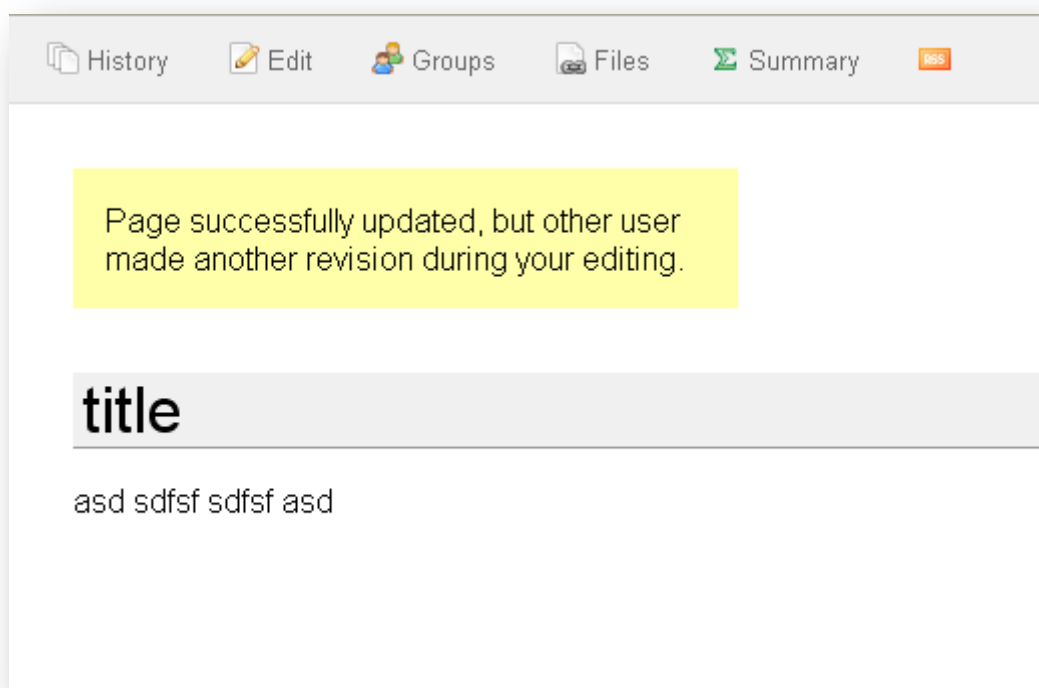 History Edit Groups Files Summary RSS
Page successfully updated, but other user
made another revision during your editing.
title
asd sdfsf sdfsf asd